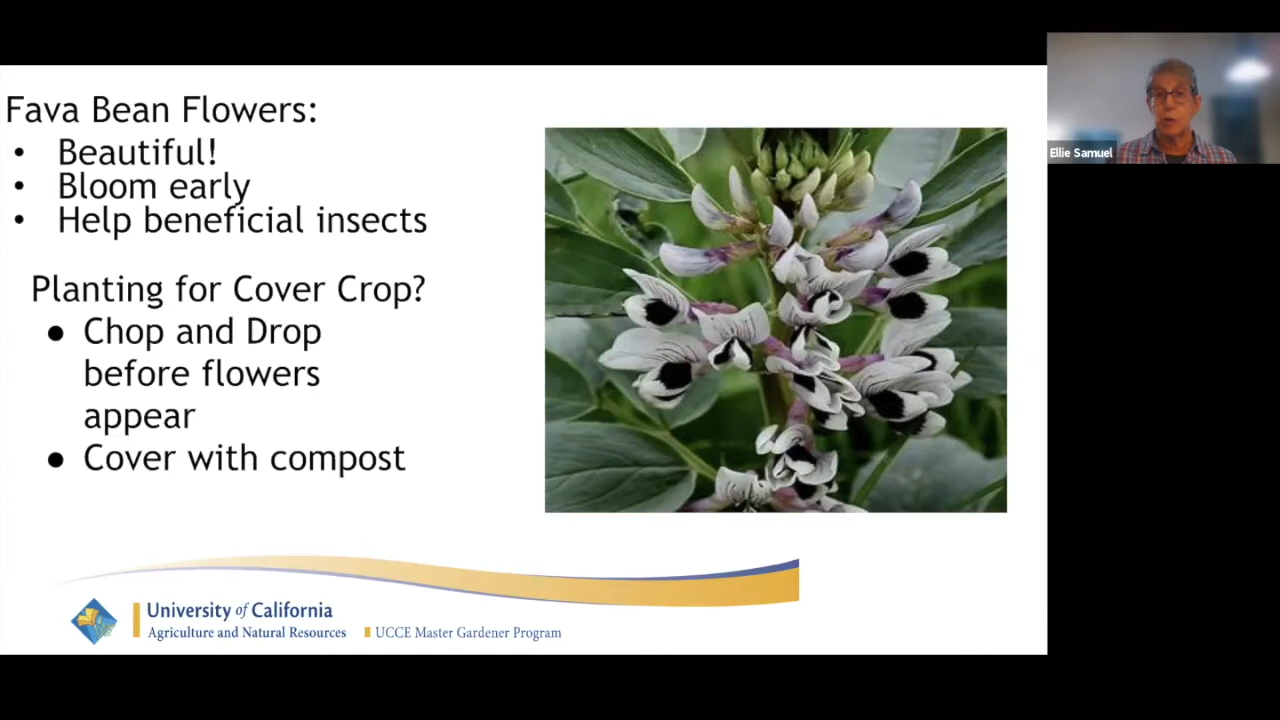 Fava Bean Flowers:
• Beautiful!
• Bloom early
• Help beneficial insects
Planting for Cover Crop?
● Chop and Drop
before flowers
appear
● Cover with compost
University of California
Agriculture and Natural Resources
UCCE Master Gardener Program
Ellie Samuel